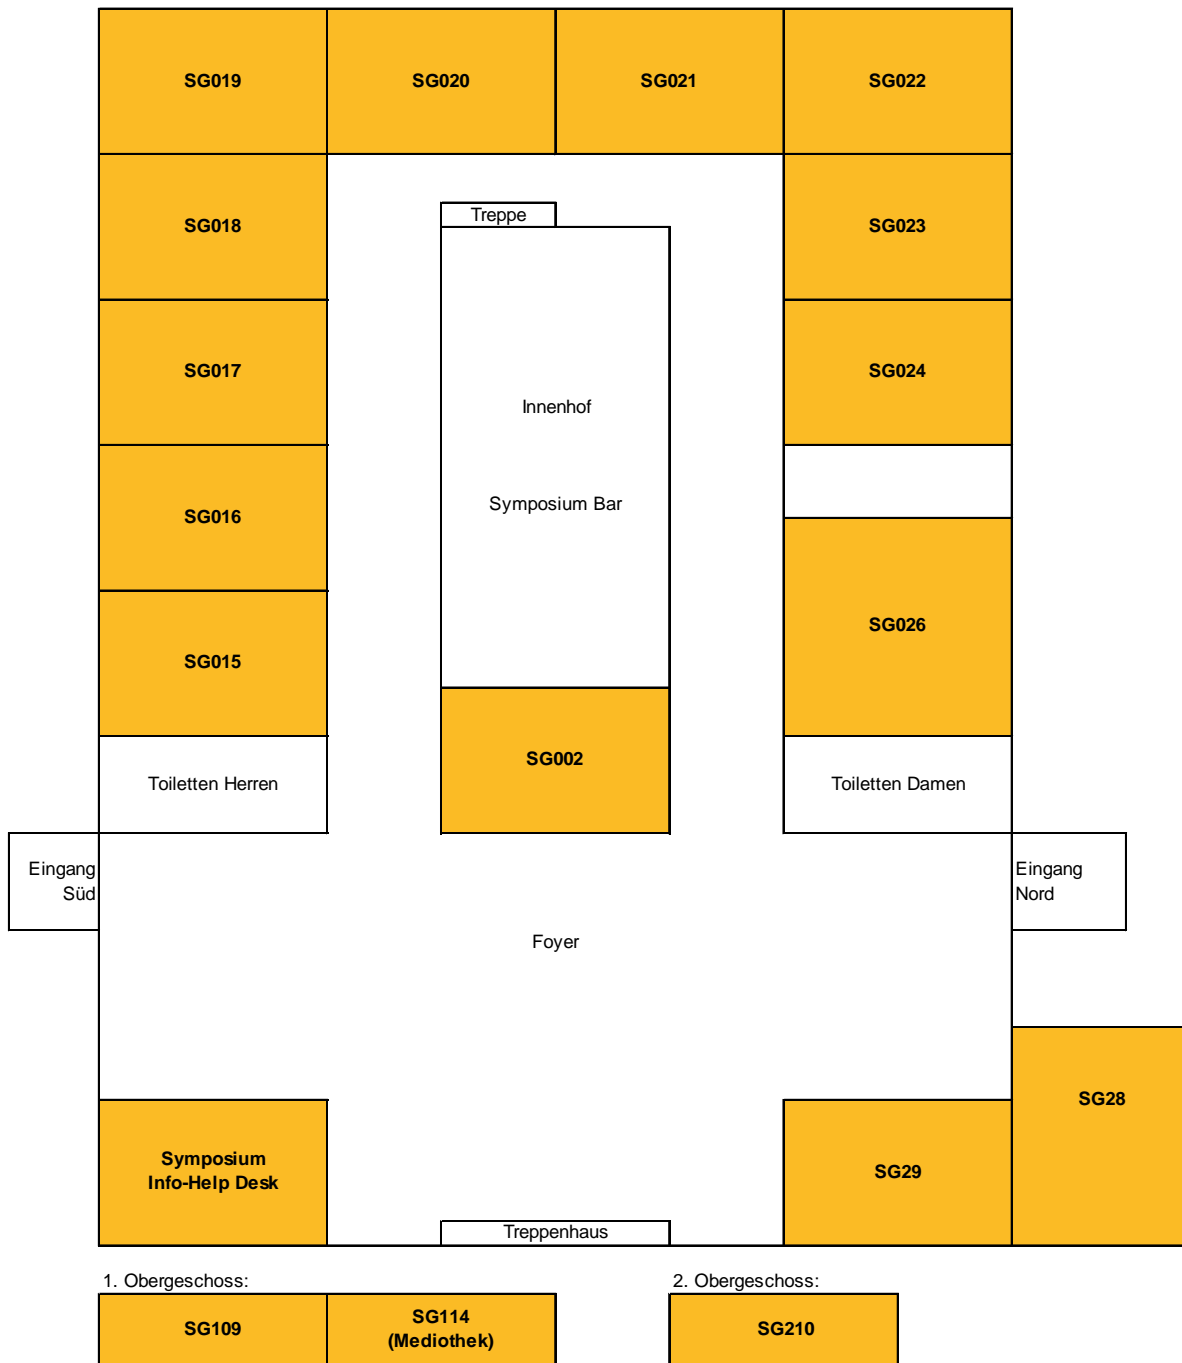 SG019
SG020
SG021
SG022
SG018
Treppe
SG023
SG017
SG024
Innenhof
Symposium Bar
SG016
SG026
SG015
SG002
Toiletten Herren
Toiletten Damen
Eingang
Süd
Eingang
Nord
Foyer
SG28
Symposium
Info-Help Desk
SG29
Treppenhaus
1. Obergeschoss:
2. Obergeschoss:
SG109
SG114
(Mediothek)
SG210